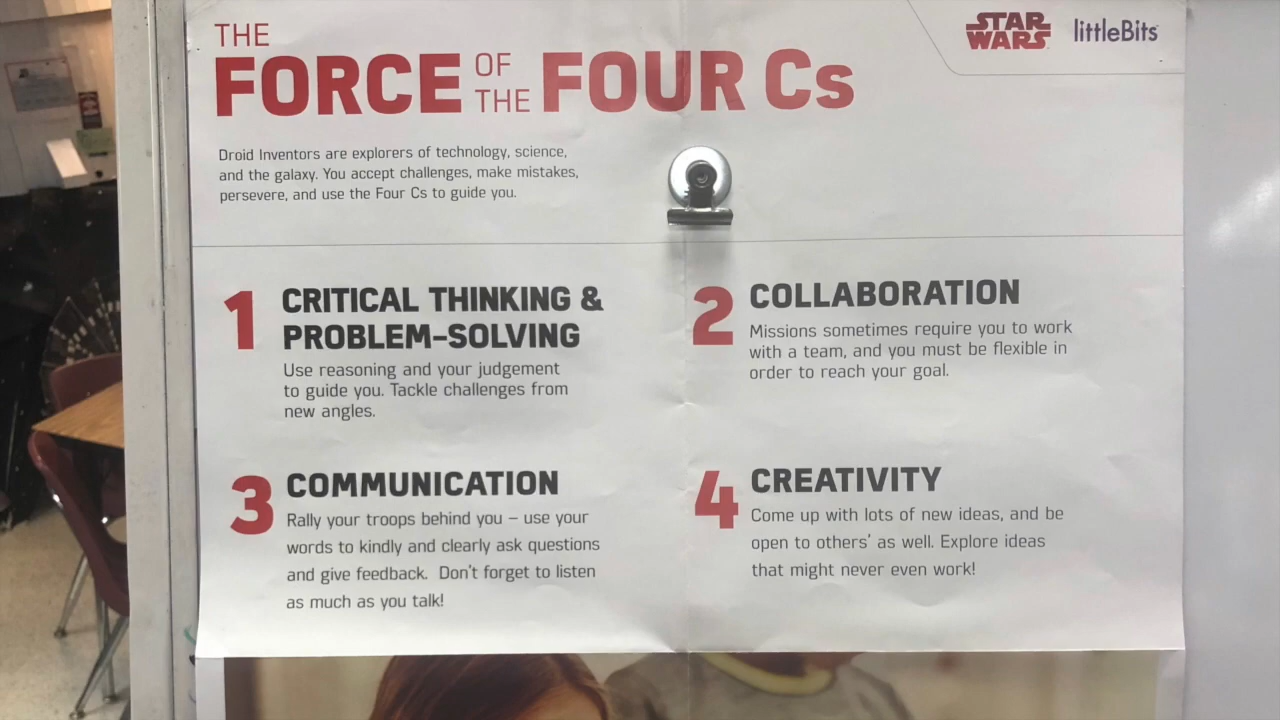 THE
FORCE OF THE FOUR Cs
STAR WARS
littleBits
Droid Inventors are explorers of technology, science,
and the galaxy. You accept challenges, make mistakes,
persevere, and use the Four Cs to guide you.
1 CRITICAL THINKING &
PROBLEM-SOLVING
Use reasoning and your judgement
to guide you. Tackle challenges from
new angles.
2 COLLABORATION
Missions sometimes require you to work
with a team, and you must be flexible in
order to reach your goal.
3 COMMUNICATION
Rally your troops behind you – use your
words to kindly and clearly ask questions
and give feedback. Don't forget to listen
as much as you talk!
4 CREATIVITY
Come up with lots of new ideas, and be
open to others' as well. Explore ideas
that might never even work!